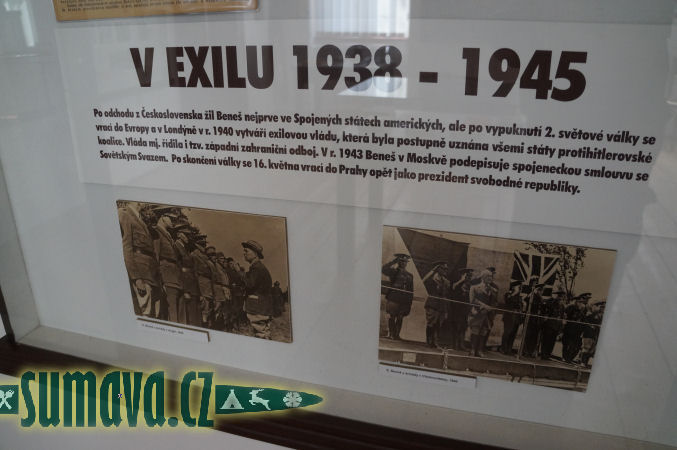 V EXILU 1938 - 1945
Po odchodu z Československa žil Beneš nejprve ve Spojených státech amerických, ale po vypuknutí 2. světové války se
vrací do Evropy a v Londýně v r. 1940 vytváří exilovou vládu, která byla postupně uznána všemi státy protihitlerovské
koalice. Vláda mj. řídila i tzv. západní zahraniční odboj. V r. 1943 Beneš v Moskvě podepisuje spojeneckou smlouvu se
Sovětským Svazem. Po skončení války se 16. května vrací do Prahy opět jako prezident svobodné republiky.
sumava.cz